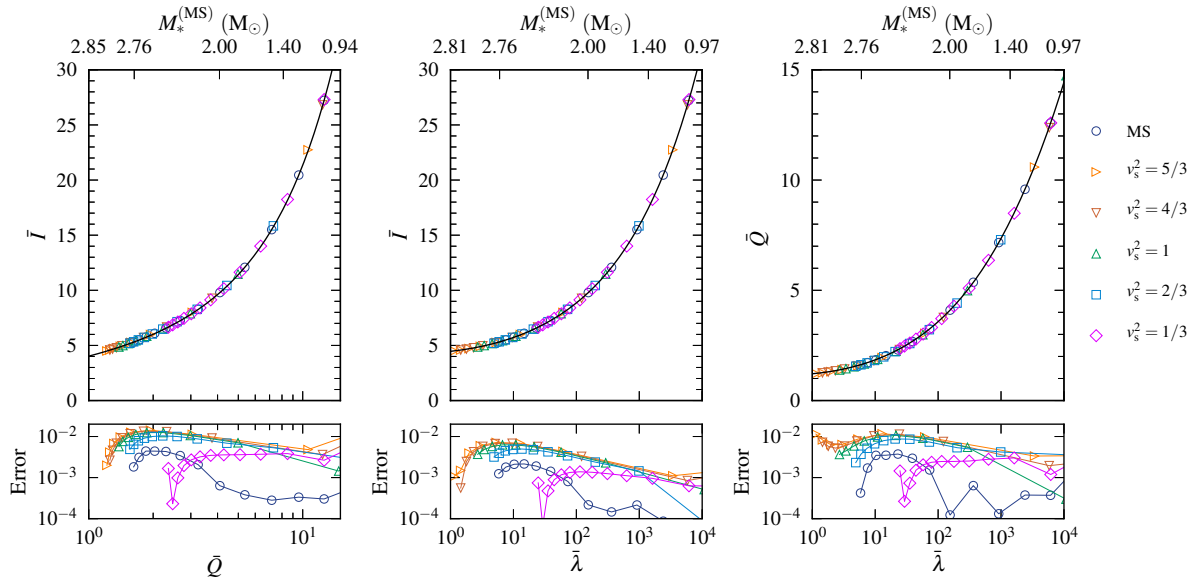 M∗^(MS) (M⊙)
2.85 2.76 2.00 1.40 0.94
30
25
20
15
10
5
0
Ī
10^−2
10^−3
10^−4
Error
10^0 10^1
Q̄
M∗^(MS) (M⊙)
2.81 2.76 2.00 1.40 0.97
30
25
20
15
10
5
0
Ī
10^−2
10^−3
10^−4
Error
10^0 10^1 10^2 10^3 10^4
λ̄
M∗^(MS) (M⊙)
2.81 2.76 2.00 1.40 0.97
15
10
5
0
Q̄
10^−2
10^−3
10^−4
Error
10^0 10^1 10^2 10^3 10^4
λ̄
MS
v_s^2 = 5/3
v_s^2 = 4/3
v_s^2 = 1
v_s^2 = 2/3
v_s^2 = 1/3